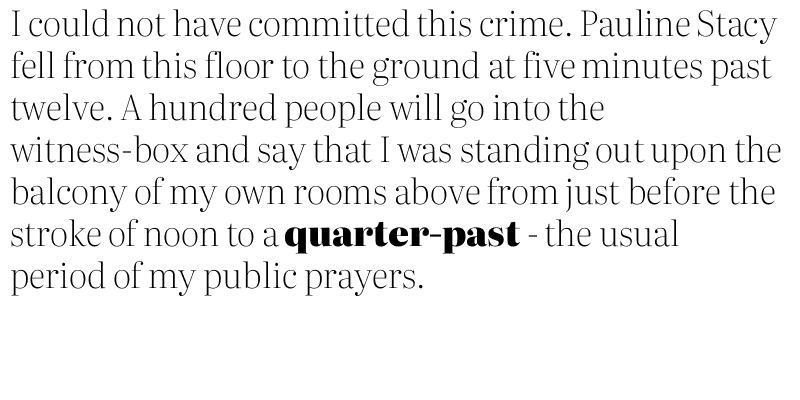 I could not have committed this crime. Pauline Stacy
fell from this floor to the ground at five minutes past
twelve. A hundred people will go into the
witness-box and say that I was standing out upon the
balcony of my own rooms above from just before the
stroke of noon to a quarter-past - the usual
period of my public prayers.